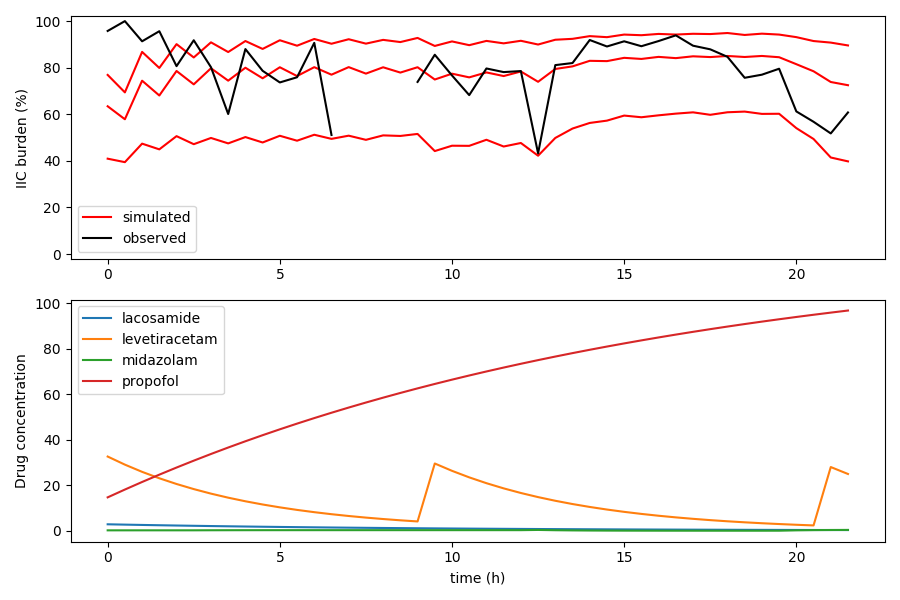 IIC burden (%)
100
80
60
40
20
0
simulated
observed
0 5 10 15 20
Drug concentration
100
80
60
40
20
0
lacosamide
levetiracetam
midazolam
propofol
0 5 10 15 20
time (h)